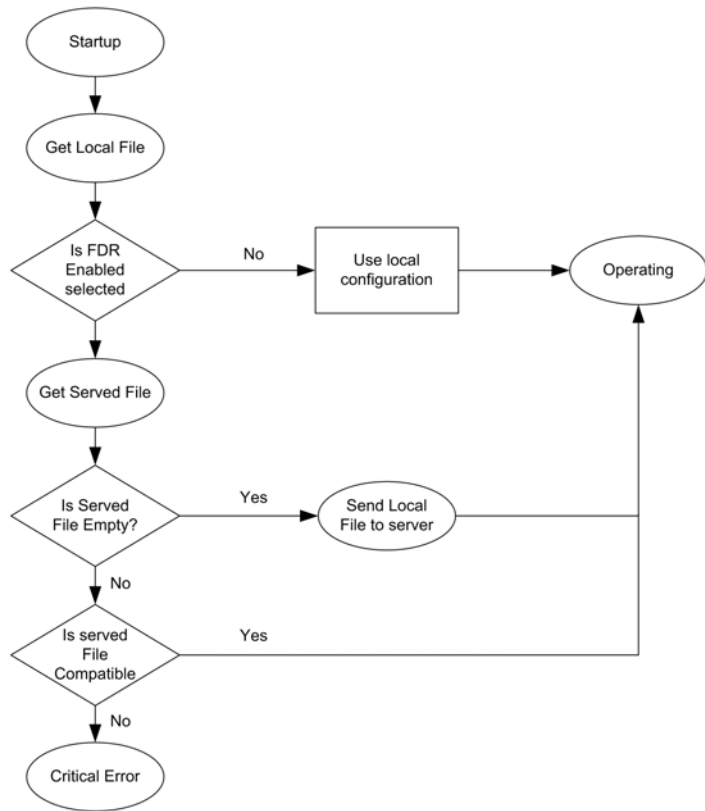 Startup
Get Local File
Is FDR
Enabled
selected
No
Use local
configuration
Operating
Get Served File
Is Served
File Empty?
Yes
Send Local
File to server
No
Is served
File
Compatible
Yes
No
Critical Error